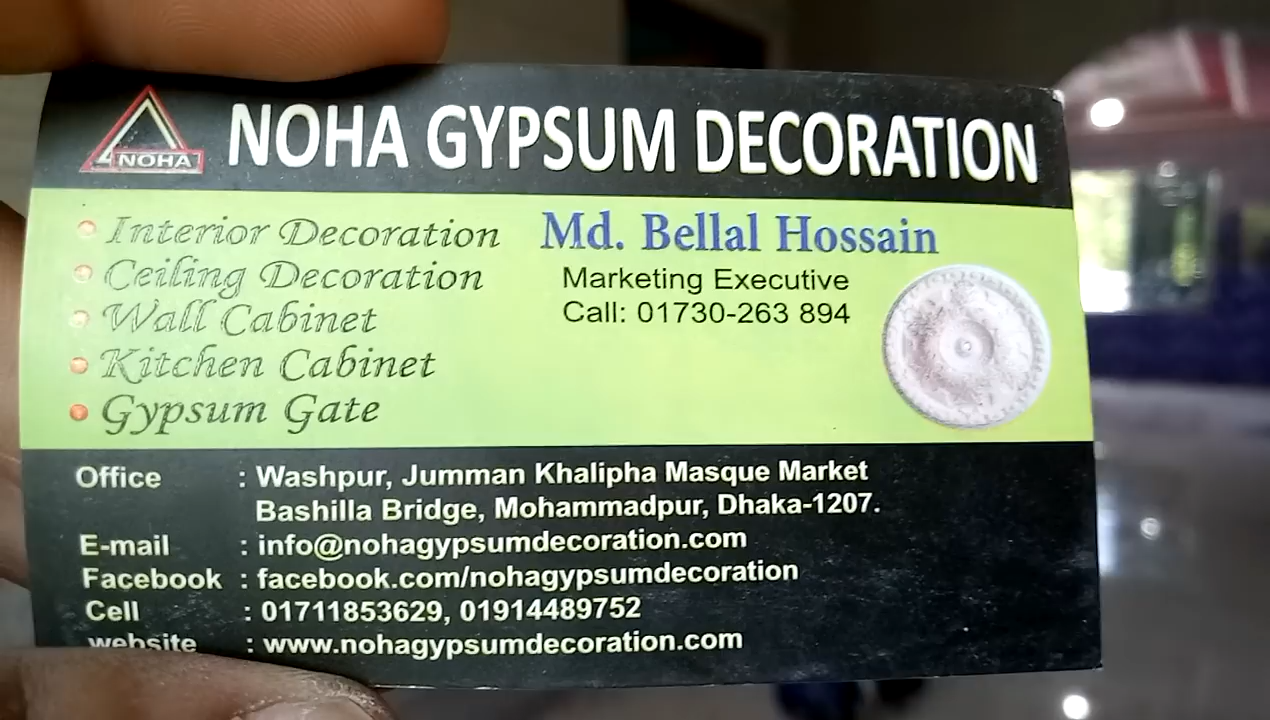 NOHA
NOHA GYPSUM DECORATION
Interior Decoration
Ceiling Decoration
Wall Cabinet
Kitchen Cabinet
Gypsum Gate
Md. Bellal Hossain
Marketing Executive
Call: 01730-263 894
Office : Washpur, Jumman Khalipha Masque Market
Bashilla Bridge, Mohammadpur, Dhaka-1207.
E-mail : info@nohagypsumdecoration.com
Facebook : facebook.com/nohagypsumdecoration
Cell : 01711853629, 01914489752
website : www.nohagypsumdecoration.com